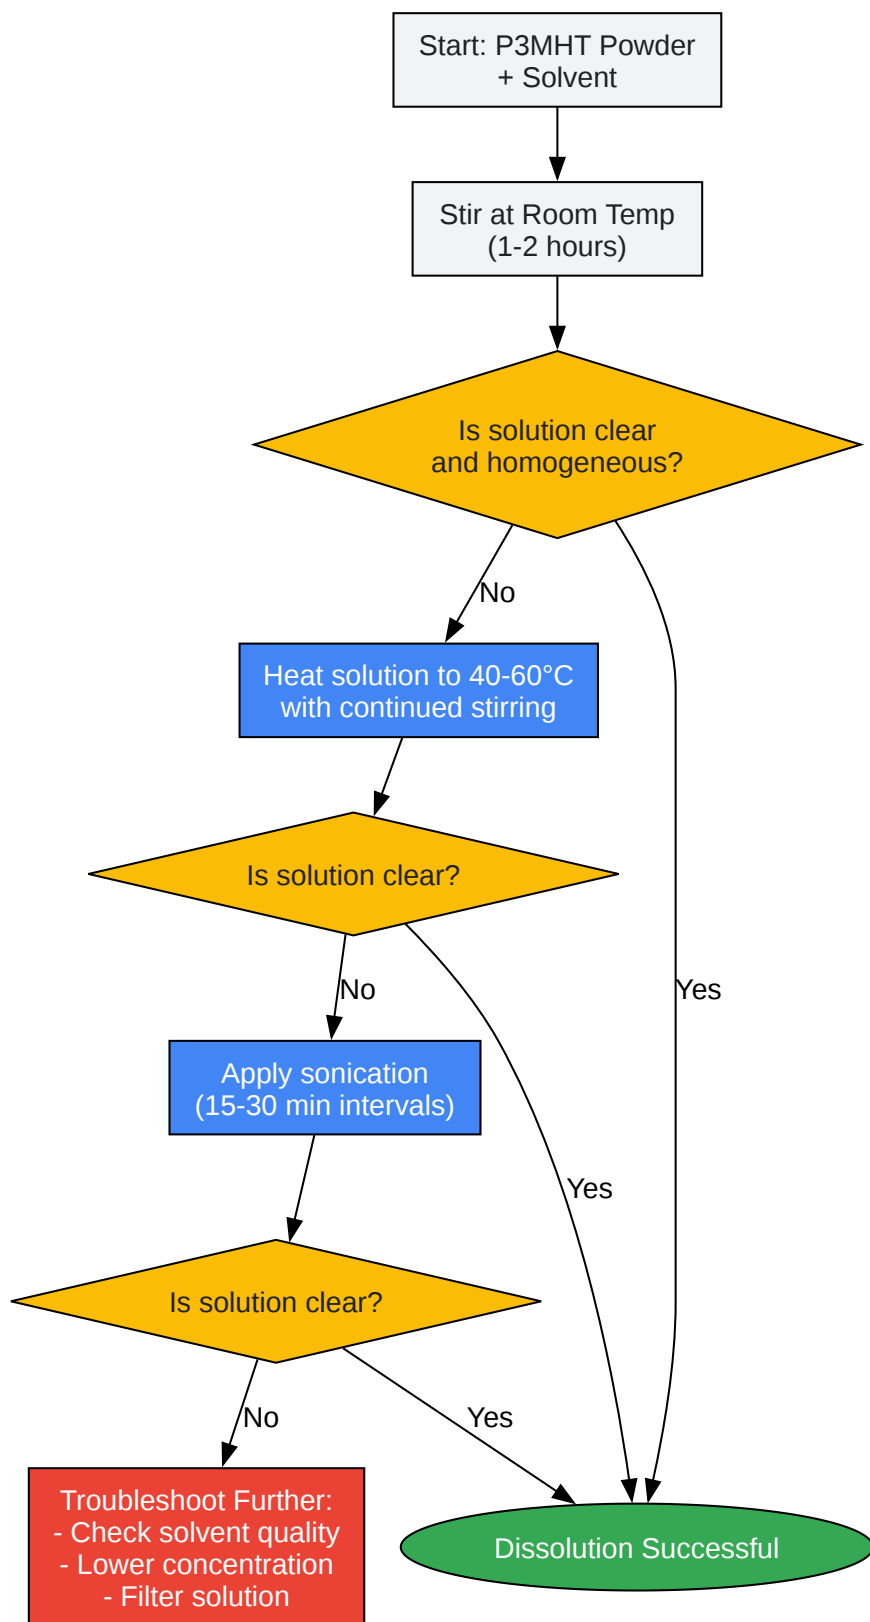 Start: P3MHT Powder
+ Solvent
Stir at Room Temp
(1-2 hours)
Is solution clear
and homogeneous?
No
Heat solution to 40-60°C
with continued stirring
Is solution clear?
No
Yes
Apply sonication
(15-30 min intervals)
Yes
Is solution clear?
No
Yes
Troubleshoot Further:
- Check solvent quality
- Lower concentration
- Filter solution
Dissolution Successful